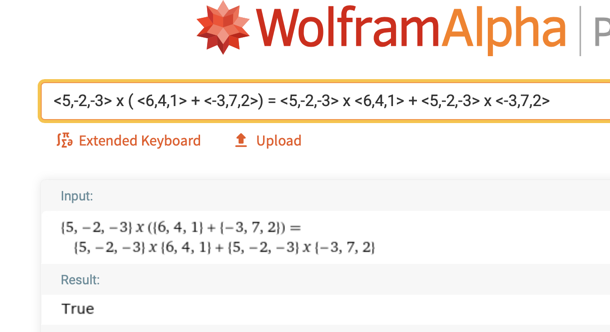 WolframAlpha
<5,-2,-3> x ( <6,4,1> + <-3,7,2>) = <5,-2,-3> x <6,4,1> + <5,-2,-3> x <-3,7,2>
Extended Keyboard Upload
Input:
{5, −2, −3} x ({6, 4, 1} + {−3, 7, 2}) =
{5, −2, −3} x {6, 4, 1} + {5, −2, −3} x {−3, 7, 2}
Result:
True